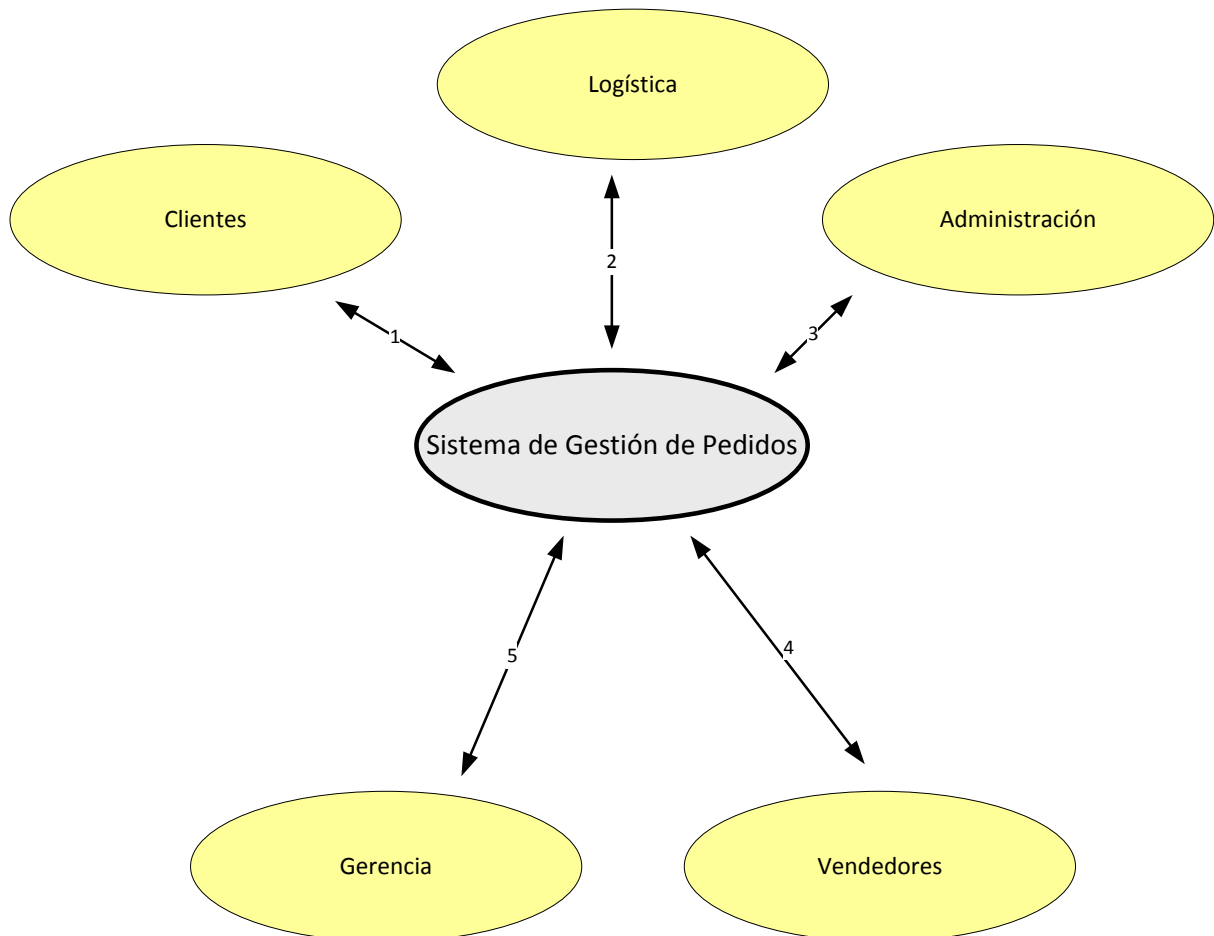 Logística
Clientes
Administración
2
1
3
Sistema de Gestión de Pedidos
5
4
Gerencia
Vendedores